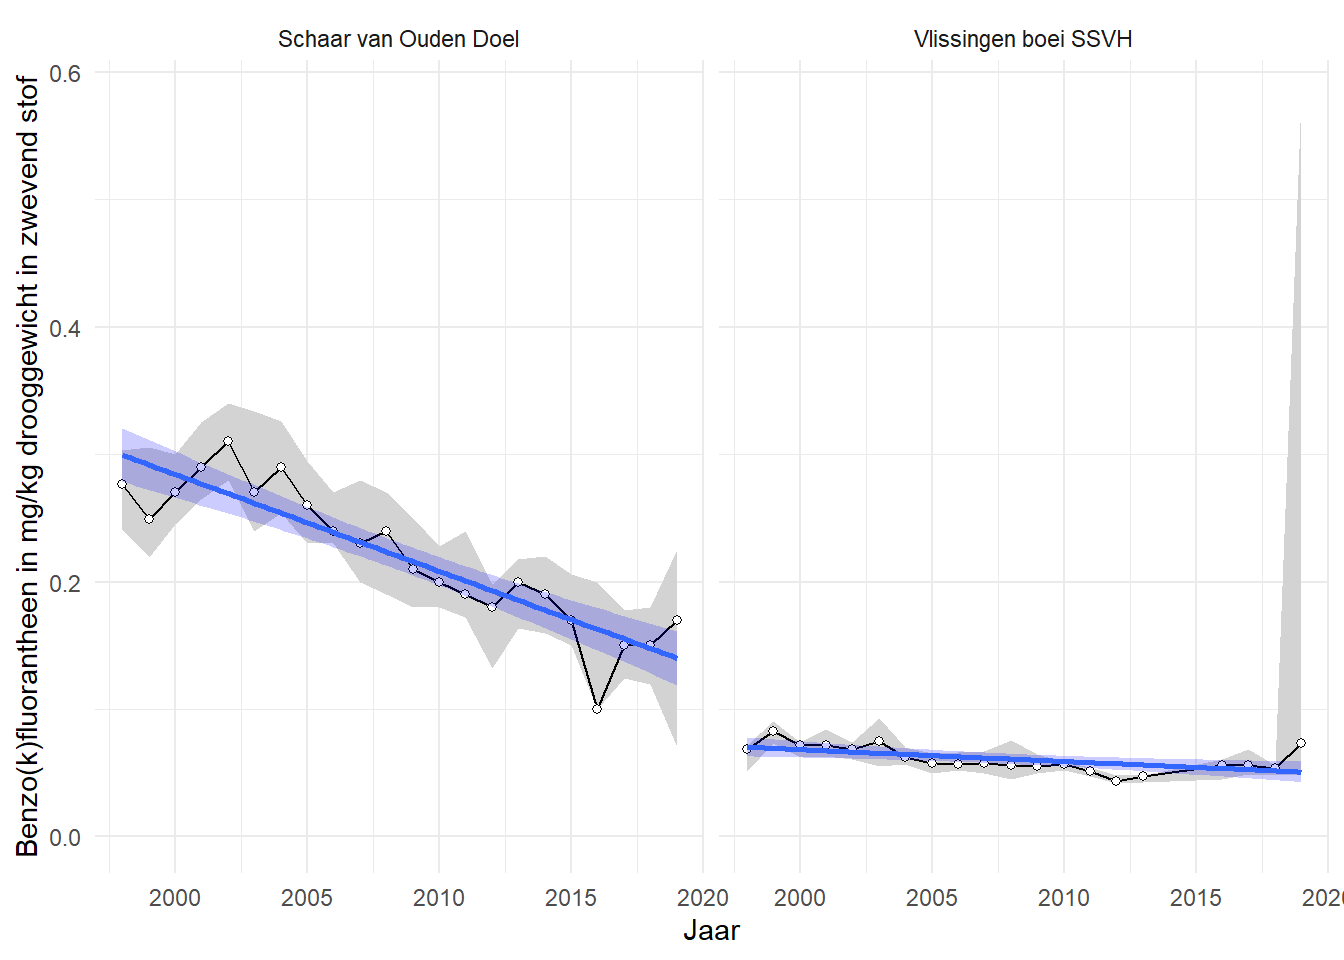 Schaar van Ouden Doel
Vlissingen boei SSVH
Benzo(k)fluorantheen in mg/kg drooggewicht in zwevend stof
0.6
0.4
0.2
0.0
2000 2005 2010 2015 2020
2000 2005 2010 2015 2020
Jaar